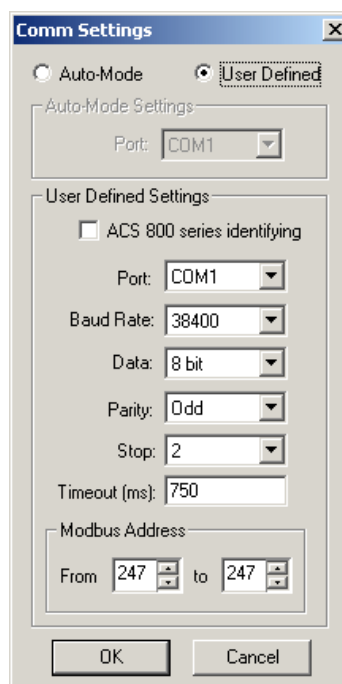 Comm Settings
Auto-Mode User Defined
Auto-Mode Settings
Port: COM1
User Defined Settings
ACS 800 series identifying
Port: COM1
Baud Rate: 38400
Data: 8 bit
Parity: Odd
Stop: 2
Timeout (ms): 750
Modbus Address
From 247 to 247
OK Cancel